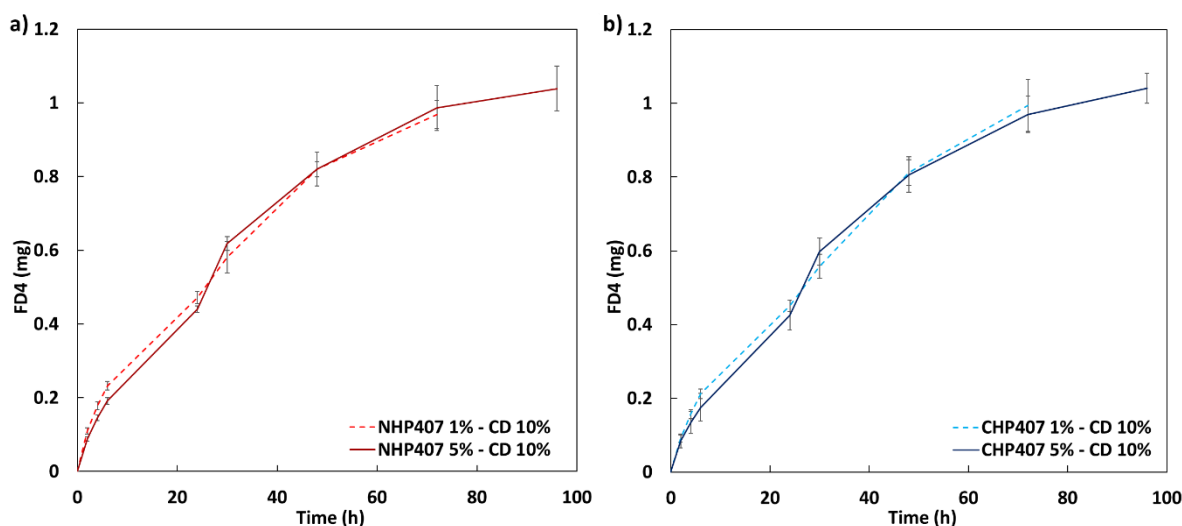 a)
1.2
1
0.8
0.6
0.4
0.2
0
FD4 (mg)
NHP407 1% - CD 10%
NHP407 5% - CD 10%
0 20 40 60 80 100
Time (h)
b)
1.2
1
0.8
0.6
0.4
0.2
0
FD4 (mg)
CHP407 1% - CD 10%
CHP407 5% - CD 10%
0 20 40 60 80 100
Time (h)